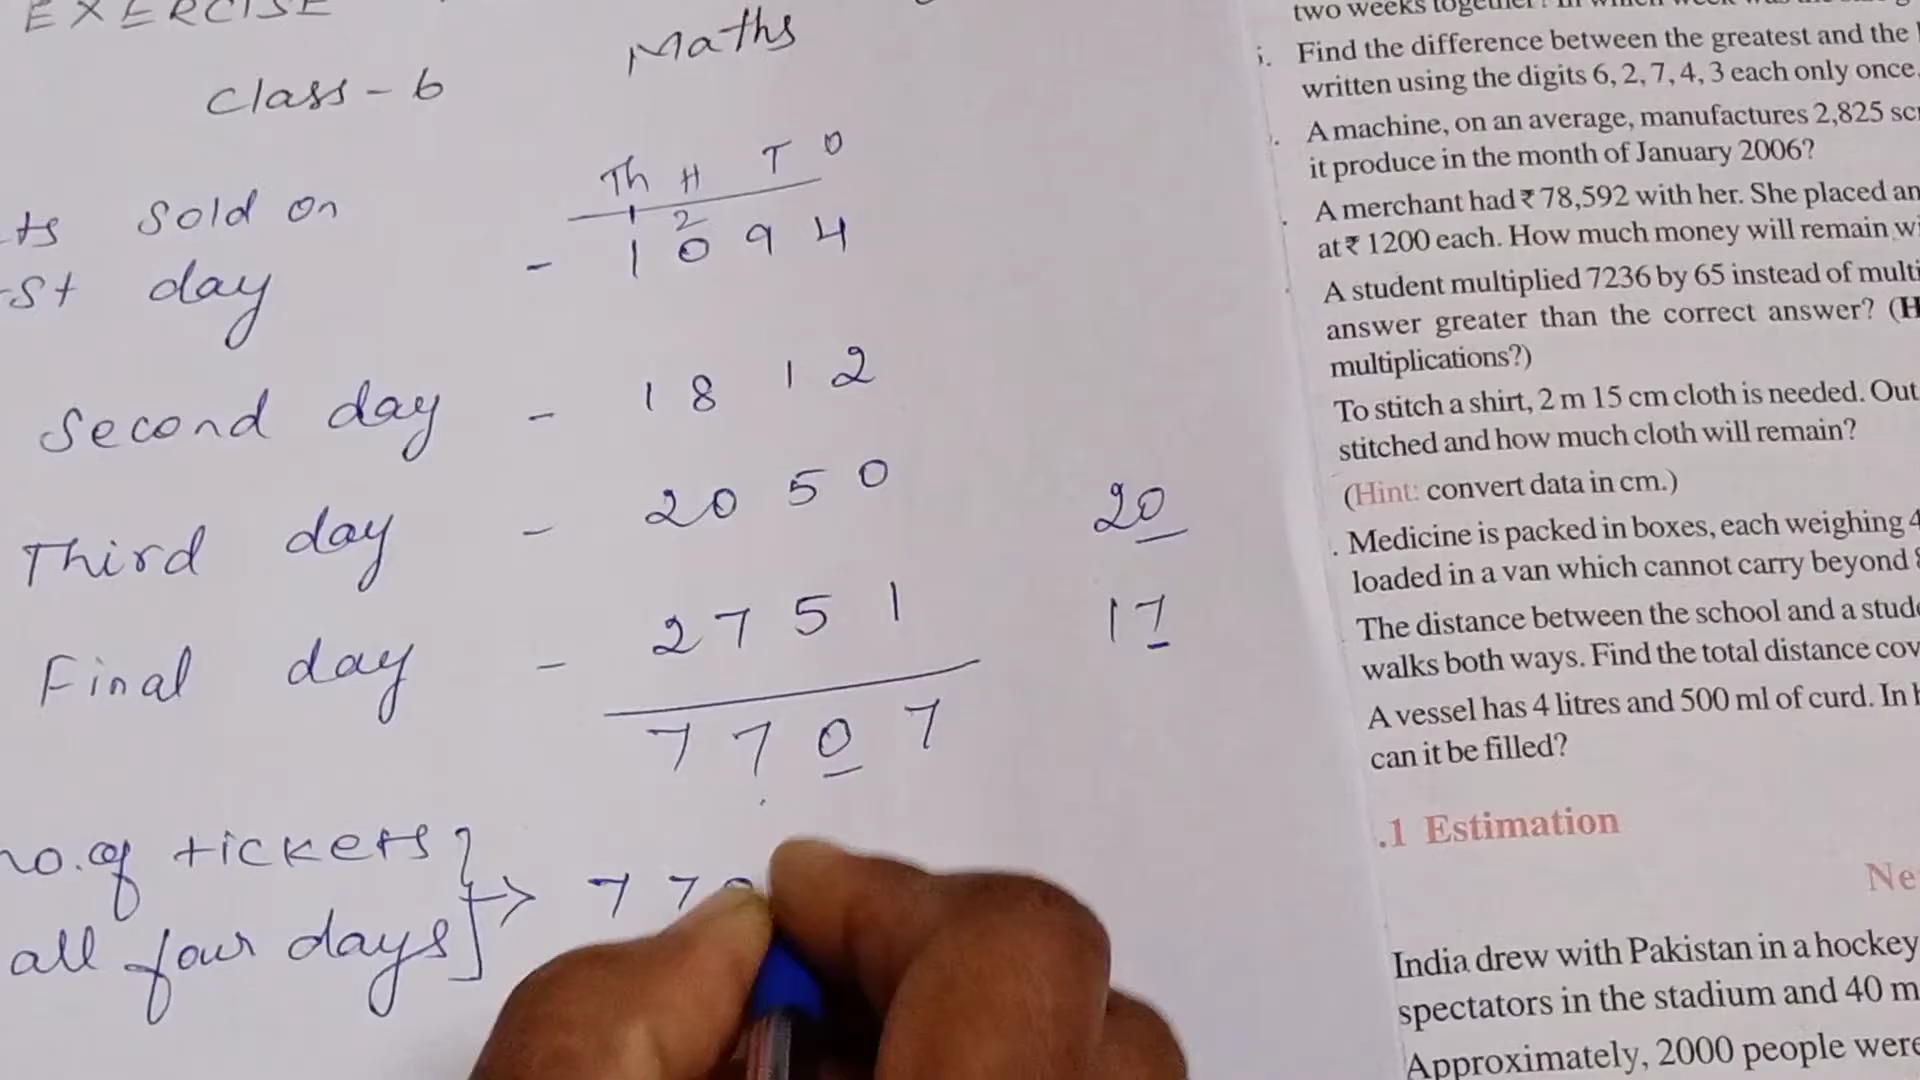 EXERCISE
Maths
Class - 6
Th H T O
1 2
ts Sold on
st day - 1 0 9 4
Second day - 1 8 1 2
Third day - 2 0 5 0
20
Final day - 2 7 5 1
17
7 7 0 7
no. of tickets
all four days → 7 7 0
two weeks together?
Find the difference between the greatest and the
written using the digits 6, 2, 7, 4, 3 each only once.
A machine, on an average, manufactures 2,825 scr
it produce in the month of January 2006?
A merchant had ₹ 78,592 with her. She placed an
at ₹ 1200 each. How much money will remain wi
A student multiplied 7236 by 65 instead of multi
answer greater than the correct answer? (H
multiplications?)
To stitch a shirt, 2 m 15 cm cloth is needed. Out
stitched and how much cloth will remain?
(Hint: convert data in cm.)
. Medicine is packed in boxes, each weighing 4
loaded in a van which cannot carry beyond 8
The distance between the school and a stude
walks both ways. Find the total distance cov
A vessel has 4 litres and 500 ml of curd. In h
can it be filled?
.1 Estimation
Ne
India drew with Pakistan in a hockey
spectators in the stadium and 40 m
Approximately, 2000 people were